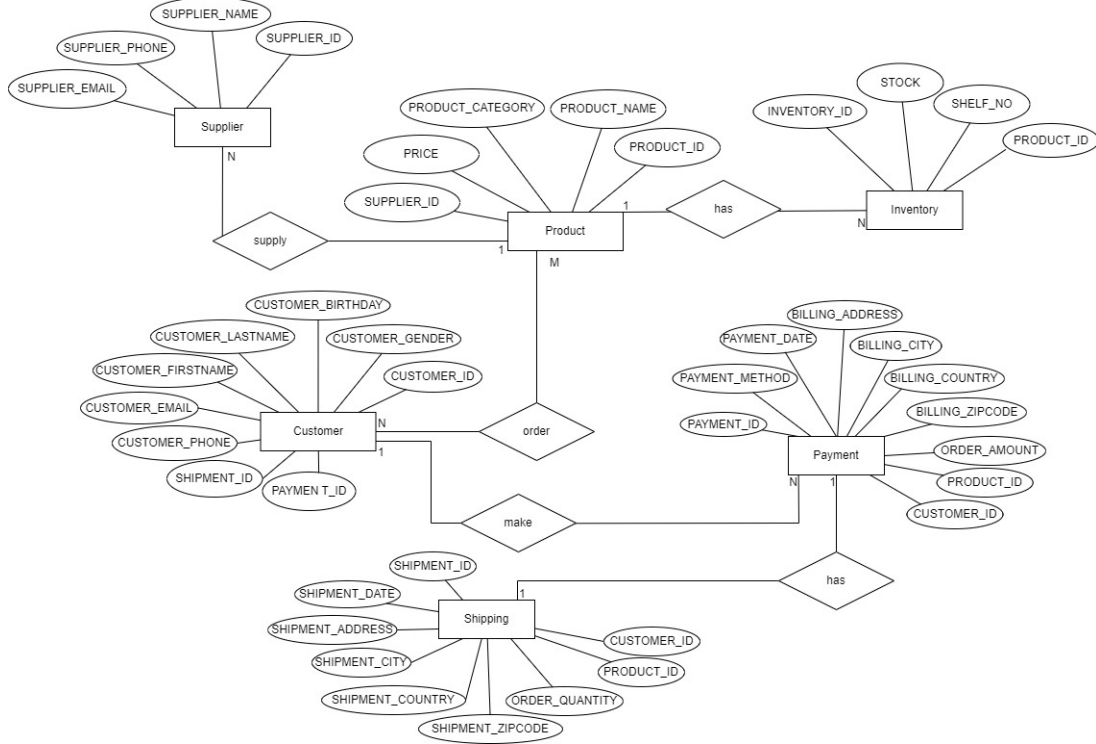 SUPPLIER_NAME
SUPPLIER_ID
SUPPLIER_PHONE
SUPPLIER_EMAIL
Supplier
N
supply
1
PRODUCT_CATEGORY
PRODUCT_NAME
PRICE
PRODUCT_ID
SUPPLIER_ID
Product
1
M
has
N
INVENTORY_ID
STOCK
SHELF_NO
PRODUCT_ID
Inventory
CUSTOMER_BIRTHDAY
CUSTOMER_LASTNAME
CUSTOMER_GENDER
CUSTOMER_FIRSTNAME
CUSTOMER_ID
CUSTOMER_EMAIL
CUSTOMER_PHONE
SHIPMENT_ID
PAYMEN T_ID
Customer
N
1
order
make
BILLING_ADDRESS
PAYMENT_DATE
BILLING_CITY
PAYMENT_METHOD
BILLING_COUNTRY
PAYMENT_ID
BILLING_ZIPCODE
ORDER_AMOUNT
PRODUCT_ID
CUSTOMER_ID
Payment
N
1
has
1
SHIPMENT_ID
SHIPMENT_DATE
SHIPMENT_ADDRESS
SHIPMENT_CITY
SHIPMENT_COUNTRY
SHIPMENT_ZIPCODE
ORDER_QUANTITY
PRODUCT_ID
CUSTOMER_ID
Shipping